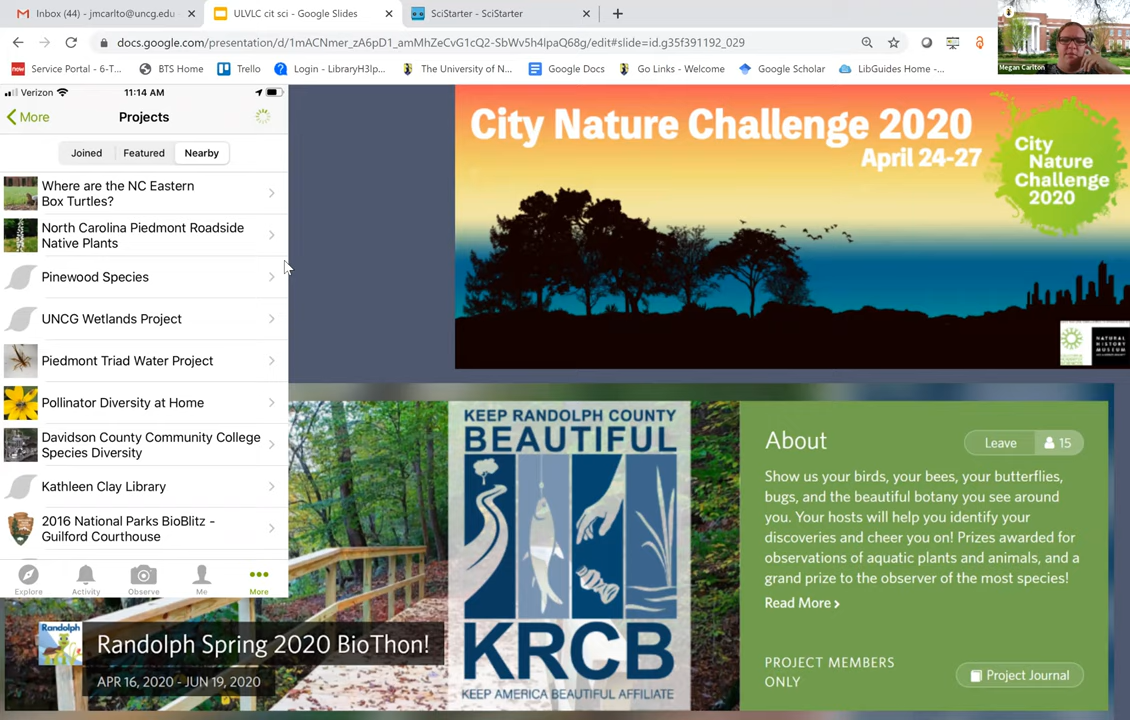 Inbox (44) - jmcarlto@uncg.edu
ULVLC cit sci - Google Slides
SciStarter - SciStarter
docs.google.com/presentation/d/1mACNmer_zA6pD1_amMhZeCvG1cQ2-SbWv5h4lpaQ68g/edit#slide=id.g35f391192_029
Service Portal - 6-T...
BTS Home
Trello
Login - LibraryH3lp...
The University of N...
Google Docs
Go Links - Welcome
Google Scholar
LibGuides Home -...
Megan Carlton
Verizon
11:14 AM
More
Projects
Joined
Featured
Nearby
Where are the NC Eastern
Box Turtles?
North Carolina Piedmont Roadside
Native Plants
Pinewood Species
UNCG Wetlands Project
Piedmont Triad Water Project
Pollinator Diversity at Home
Davidson County Community College
Species Diversity
Kathleen Clay Library
2016 National Parks BioBlitz -
Guilford Courthouse
Explore
Activity
Observe
Me
More
City Nature Challenge 2020
April 24-27
City
Nature
Challenge
2020
NATURAL
HISTORY
MUSEUM
KEEP RANDOLPH COUNTY
BEAUTIFUL
KRCB
KEEP AMERICA BEAUTIFUL AFFILIATE
Randolph
Randolph Spring 2020 BioThon!
APR 16, 2020 - JUN 19, 2020
About
Leave
15
Show us your birds, your bees, your butterflies,
bugs, and the beautiful botany you see around
you. Your hosts will help you identify your
discoveries and cheer you on! Prizes awarded for
observations of aquatic plants and animals, and a
grand prize to the observer of the most species!
Read More
PROJECT MEMBERS
ONLY
Project Journal